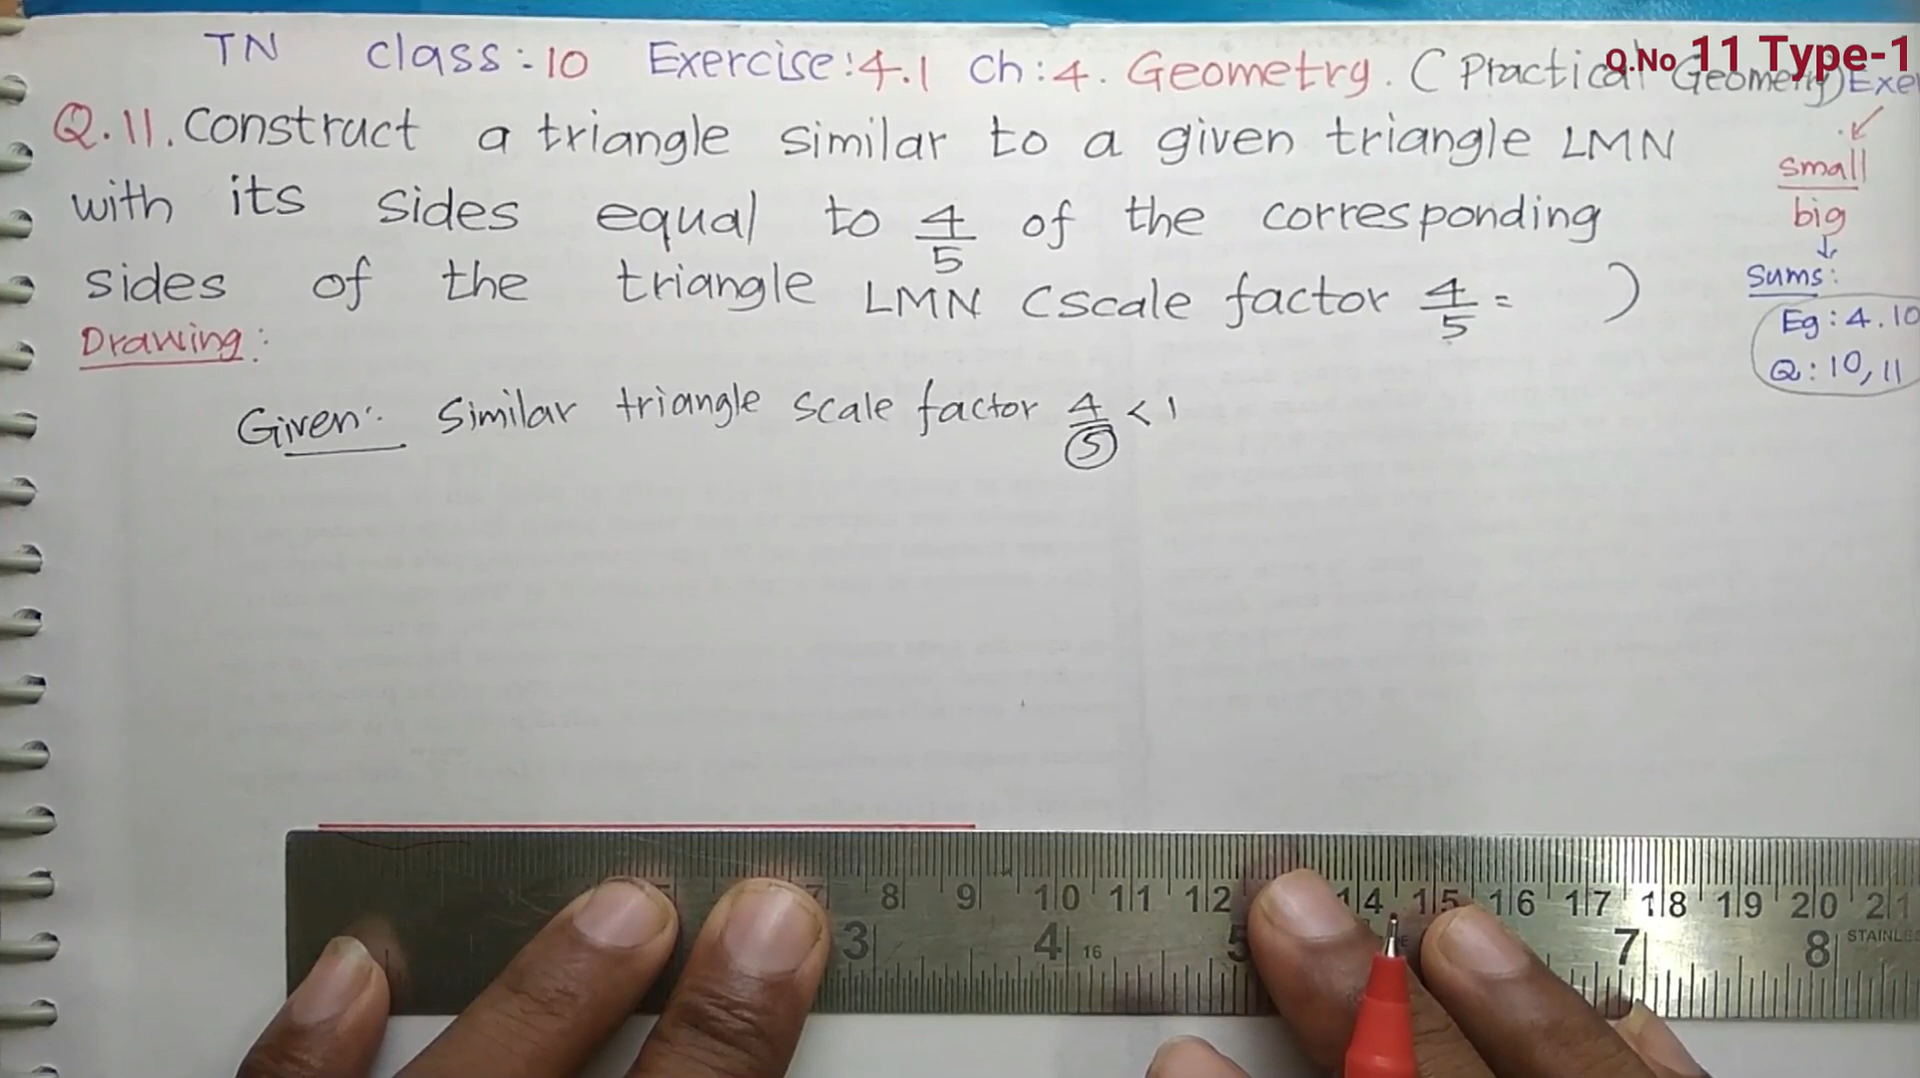 TN class:10 Exercise:4.1 Ch:4. Geometry. (Practical Geometry) Exer
Q.No 11 Type-1
Q.11. Construct a triangle similar to a given triangle LMN
with its sides equal to 4/5 of the corresponding
sides of the triangle LMN (scale factor 4/5 = )
Drawing:
Given: Similar triangle scale factor 4/5 < 1
small
big
Sums:
Eg: 4.10
Q: 10, 11
8 9 10 11 12 14 15 16 17 18 19 20 21
3 4 16 5 7 8 STAINLES